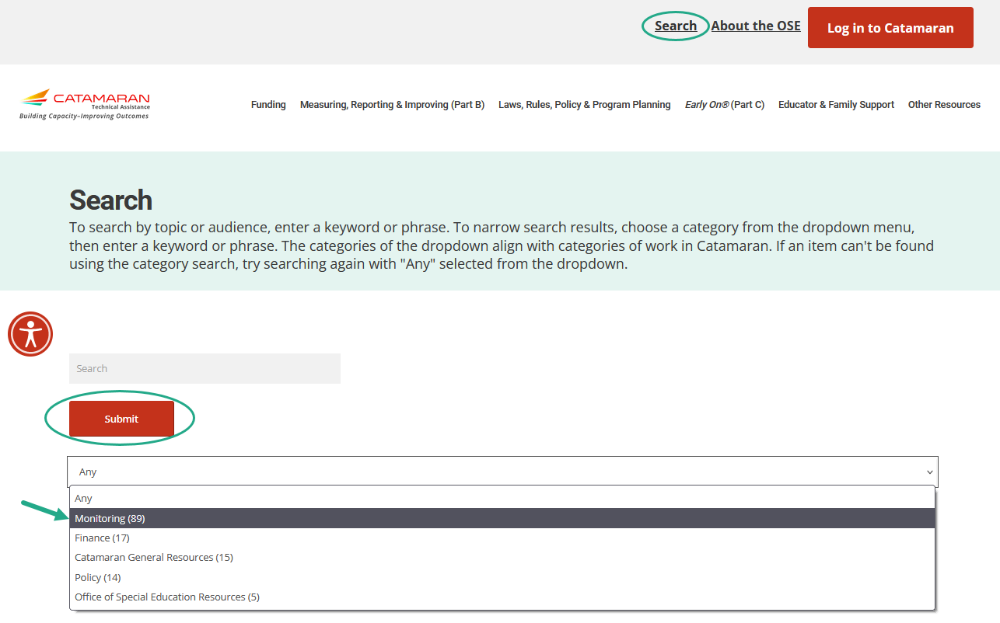 Search About the OSE Log in to Catamaran
CATAMARAN
Technical Assistance
Building Capacity–Improving Outcomes
Funding Measuring, Reporting & Improving (Part B) Laws, Rules, Policy & Program Planning Early On® (Part C) Educator & Family Support Other Resources
Search
To search by topic or audience, enter a keyword or phrase. To narrow search results, choose a category from the dropdown menu,
then enter a keyword or phrase. The categories of the dropdown align with categories of work in Catamaran. If an item can't be found
using the category search, try searching again with "Any" selected from the dropdown.
Search
Submit
Any
Any
Monitoring (89)
Finance (17)
Catamaran General Resources (15)
Policy (14)
Office of Special Education Resources (5)